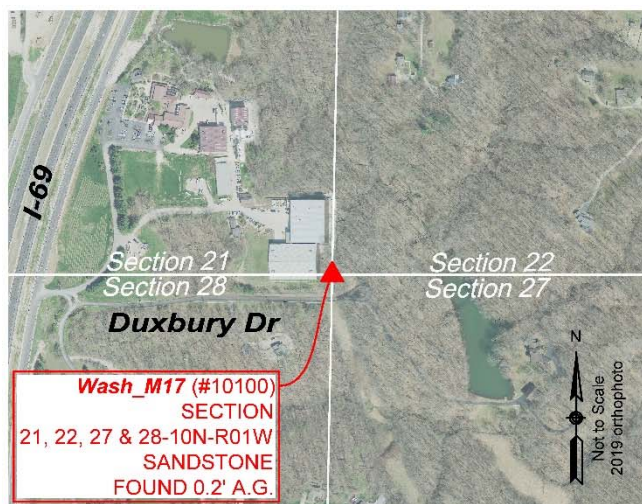 I-69
Section 21
Section 22
Section 28
Section 27
Duxbury Dr
Wash_M17 (#10100)
SECTION
21, 22, 27 & 28-10N-R01W
SANDSTONE
FOUND 0.2' A.G.
N
Not to Scale
2019 orthophoto